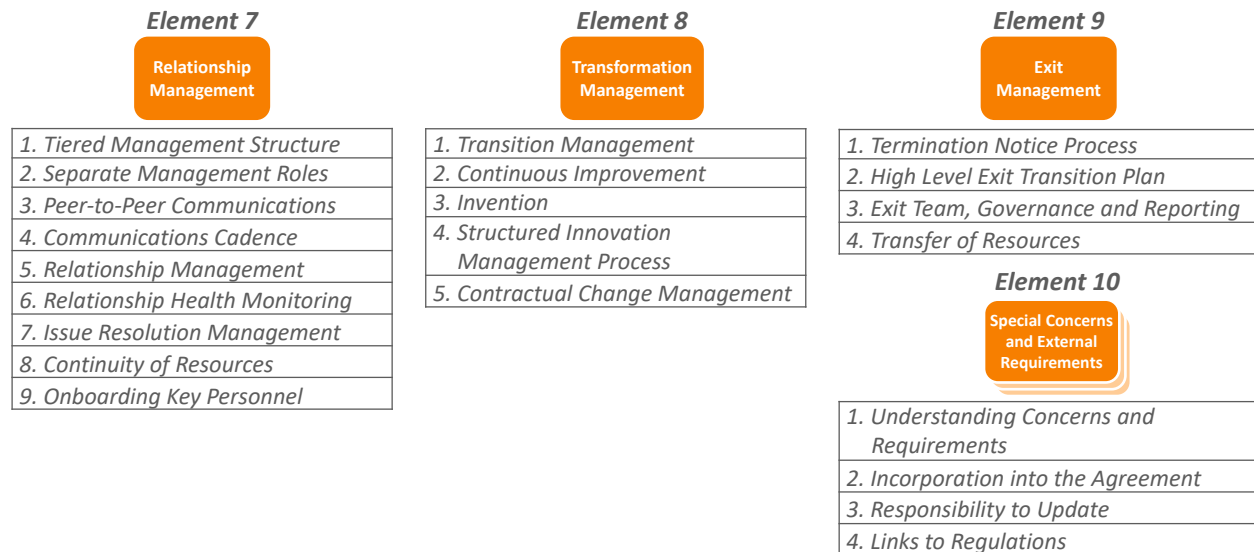 Element 7
Relationship
Management
1. Tiered Management Structure
2. Separate Management Roles
3. Peer-to-Peer Communications
4. Communications Cadence
5. Relationship Management
6. Relationship Health Monitoring
7. Issue Resolution Management
8. Continuity of Resources
9. Onboarding Key Personnel
Element 8
Transformation
Management
1. Transition Management
2. Continuous Improvement
3. Invention
4. Structured Innovation
Management Process
5. Contractual Change Management
Element 9
Exit
Management
1. Termination Notice Process
2. High Level Exit Transition Plan
3. Exit Team, Governance and Reporting
4. Transfer of Resources
Element 10
Special Concerns
and External
Requirements
1. Understanding Concerns and
Requirements
2. Incorporation into the Agreement
3. Responsibility to Update
4. Links to Regulations